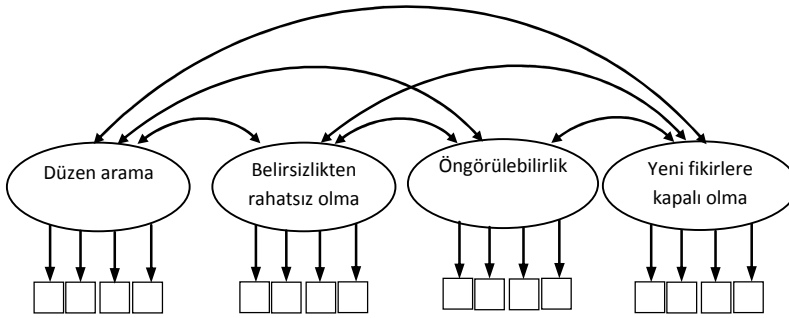 Düzen arama
Belirsizlikten
rahatsız olma
Öngörülebilirlik
Yeni fikirlere
kapalı olma